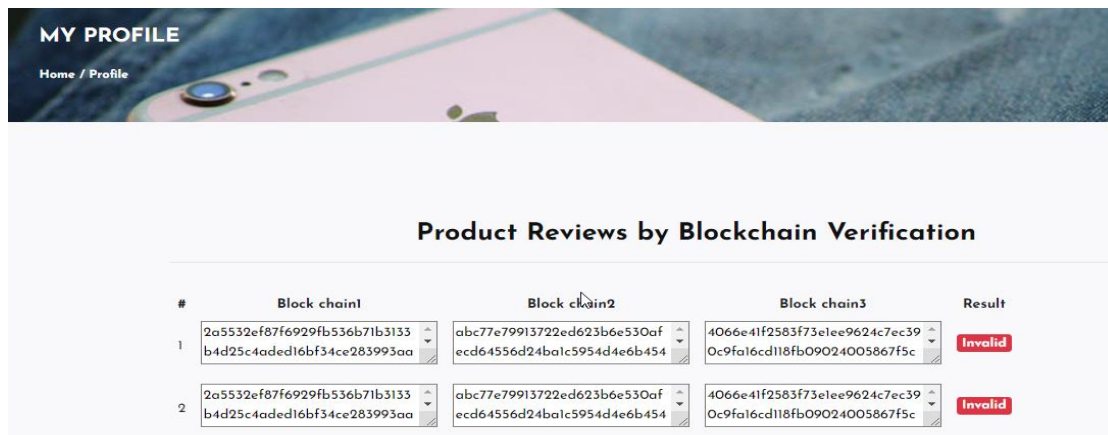 MY PROFILE
Home / Profile
Product Reviews by Blockchain Verification
# Block chain1 Block chain2 Block chain3 Result
2a5532ef87f6929fb536b71b3133 abc77e79913722ed623b6e530af 4066e41f2583f73e1ee9624c7ec39
1 Invalid
b4d25c4aded16bf34ce283993aa ecd64556d24ba1c5954d4e6b454 0c9fa16cd118fb09024005867f5c
2a5532ef87f6929fb536b71b3133 abc77e79913722ed623b6e530af 4066e41f2583f73e1ee9624c7ec39
2 Invalid
b4d25c4aded16bf34ce283993aa ecd64556d24ba1c5954d4e6b454 0c9fa16cd118fb09024005867f5c